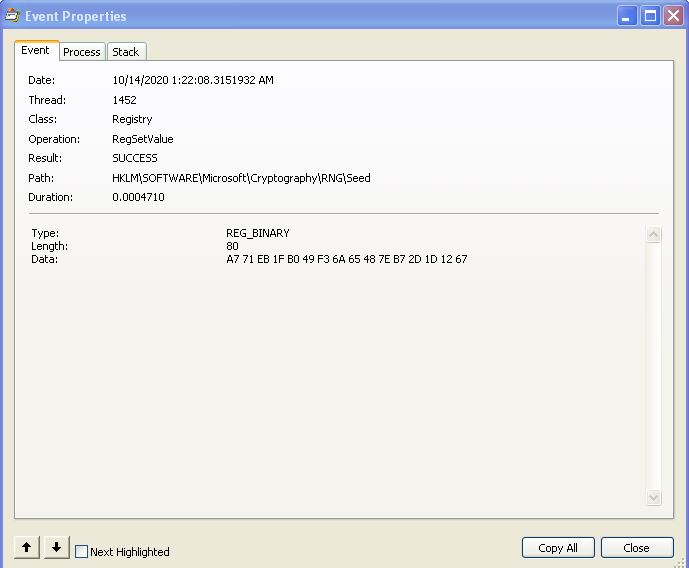 Event Properties
Event Process Stack
Date: 10/14/2020 1:22:08.3151932 AM
Thread: 1452
Class: Registry
Operation: RegSetValue
Result: SUCCESS
Path: HKLM\SOFTWARE\Microsoft\Cryptography\RNG\Seed
Duration: 0.0004710
Type: REG_BINARY
Length: 80
Data: A7 71 EB 1F B0 49 F3 6A 65 48 7E B7 2D 1D 12 67
Next Highlighted Copy All Close